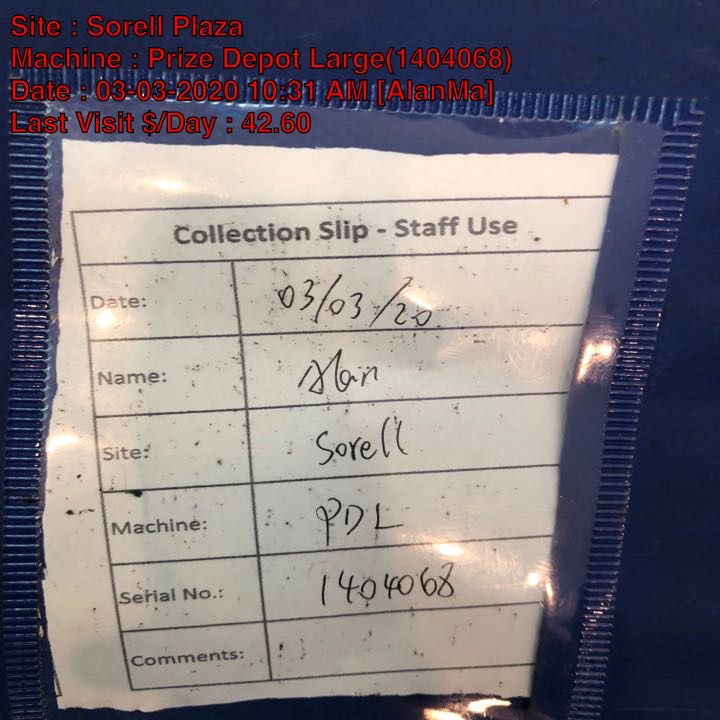 Site : Sorell Plaza
Machine : Prize Depot Large(1404068)
Date : 03-03-2020 10:31 AM [AlanMa]
Last Visit $/Day : 42.60
Collection Slip - Staff Use
Date: 03/03/20
Name: Alan
Site: Sorell
Machine: PDL
Serial No.: 1404068
Comments: